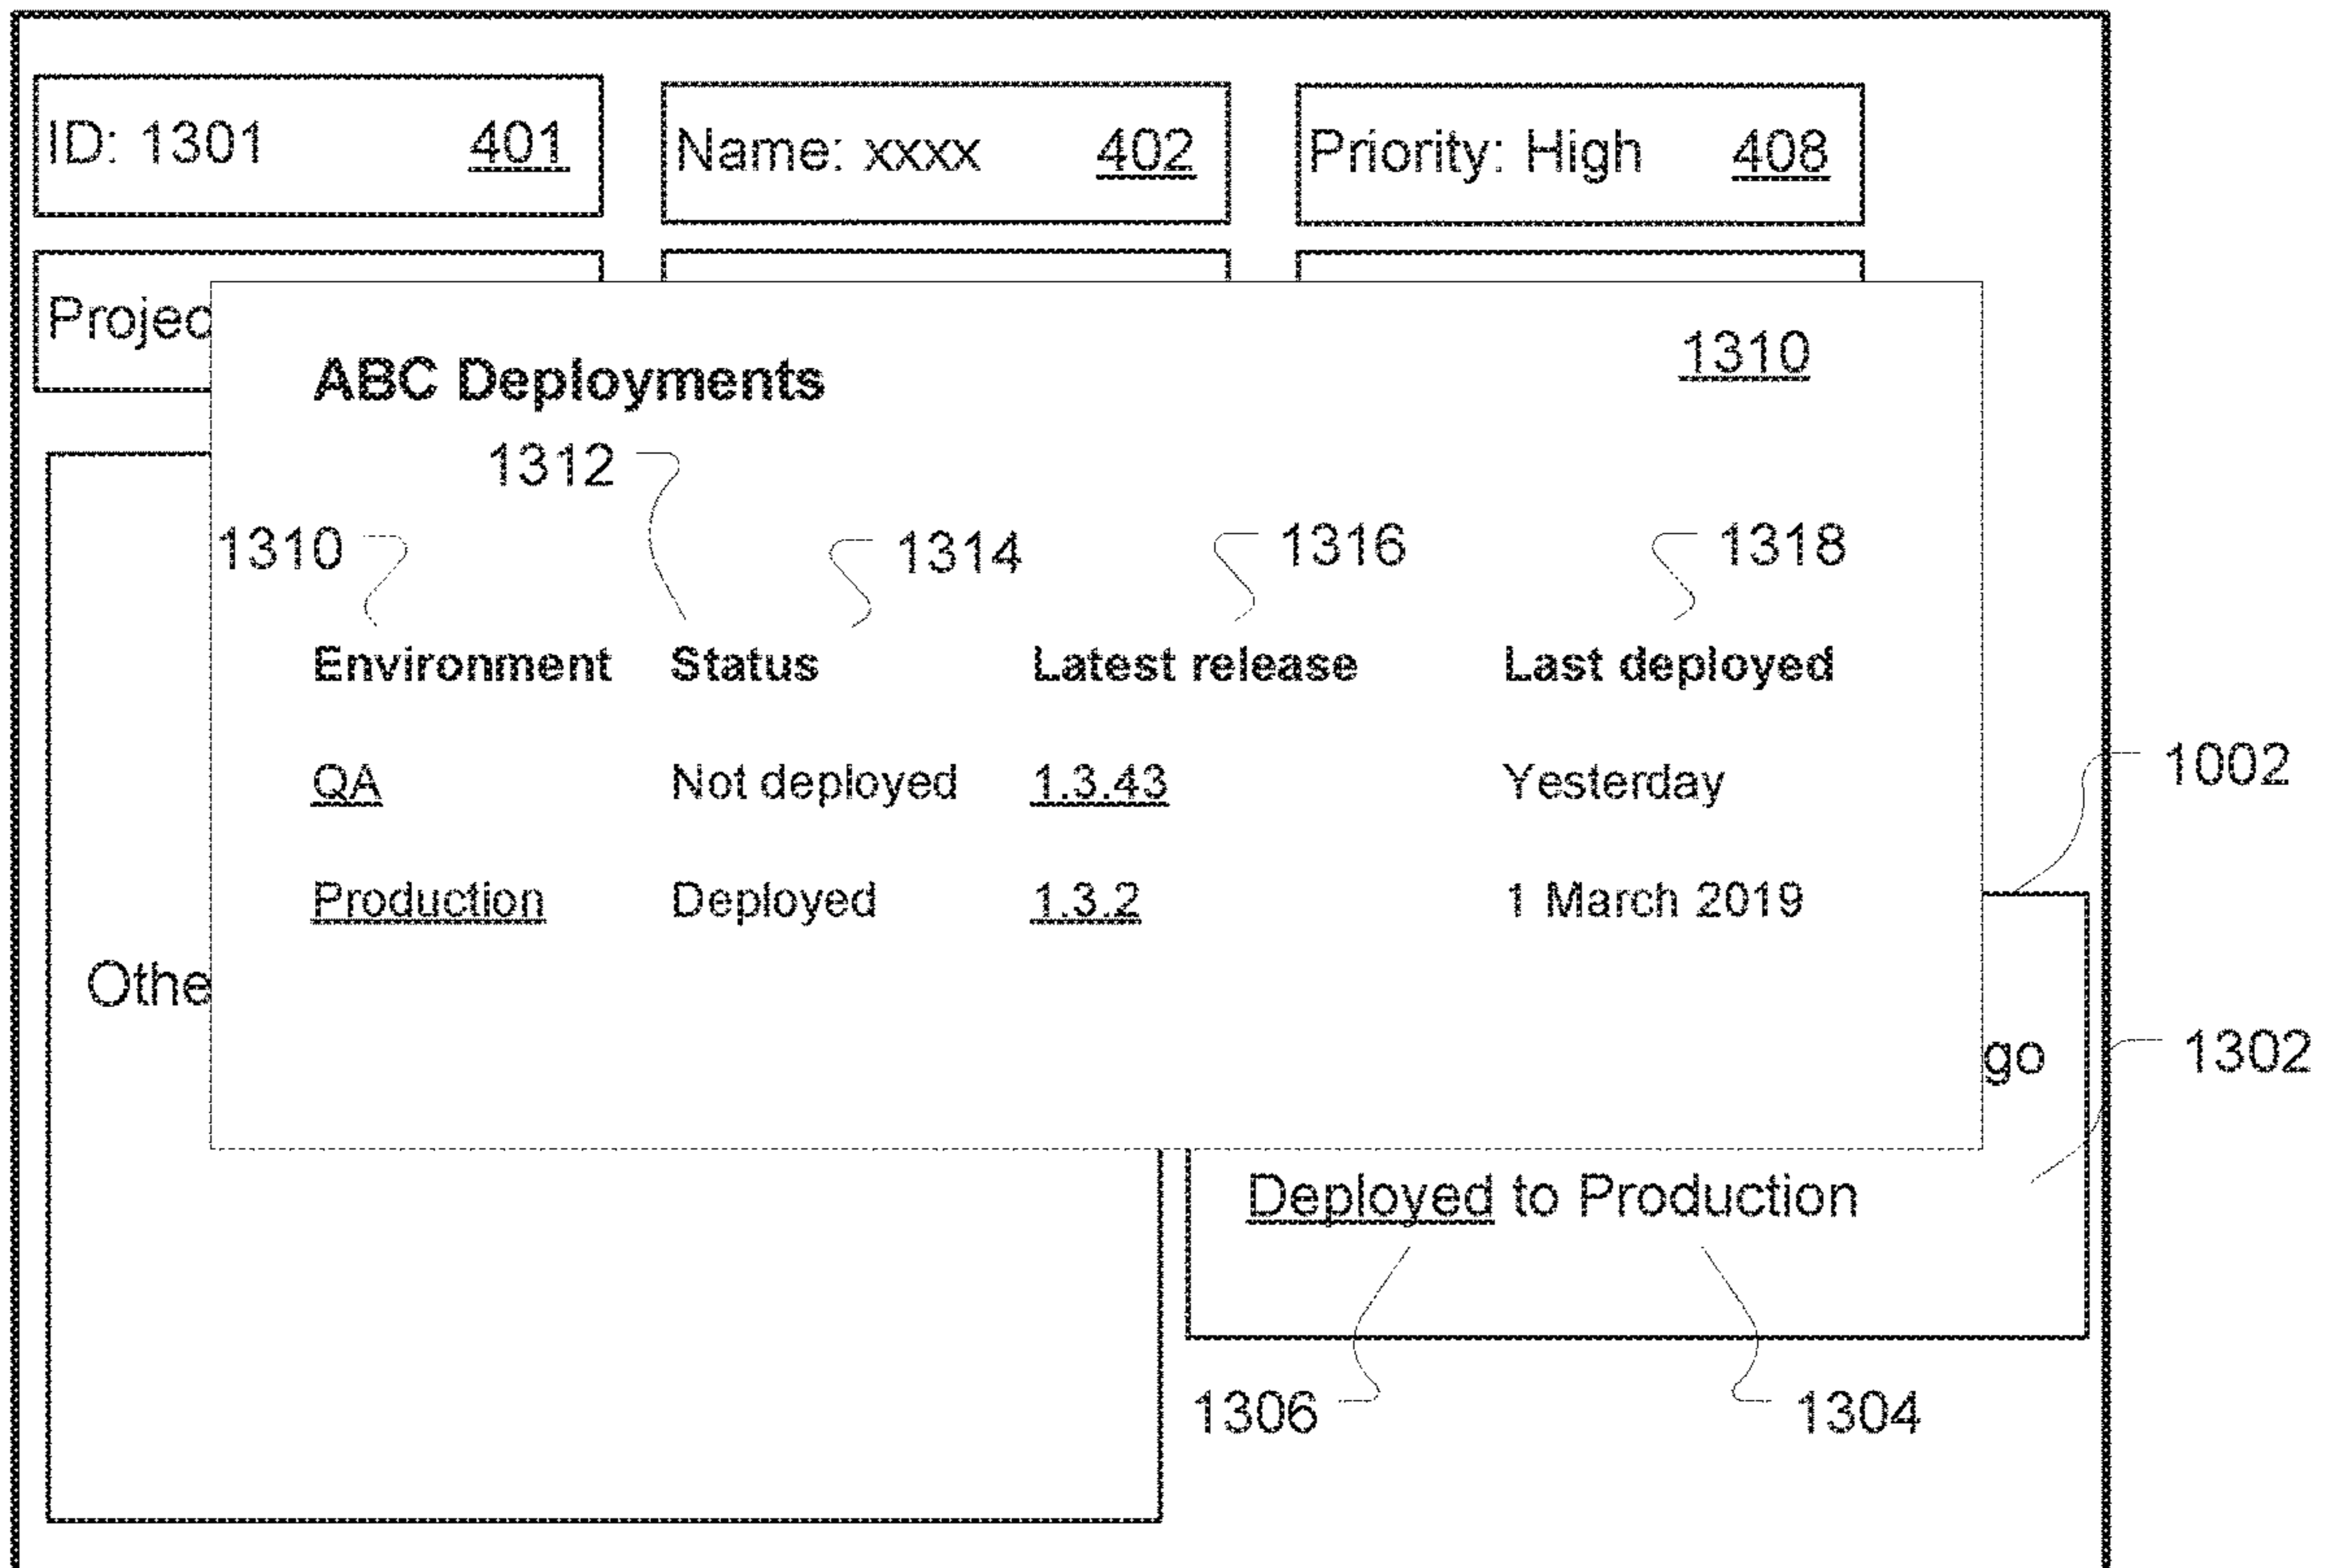 ID: 1301 401
Name: xxxx 402
Priority: High 408
Projec
1310
ABC Deployments
1312
1310
1314
1316
1318
Environment Status Latest release Last deployed
QA Not deployed 1.3.43 Yesterday
1002
Production Deployed 1.3.2 1 March 2019
Othe
go
1302
Deployed to Production
1306
1304